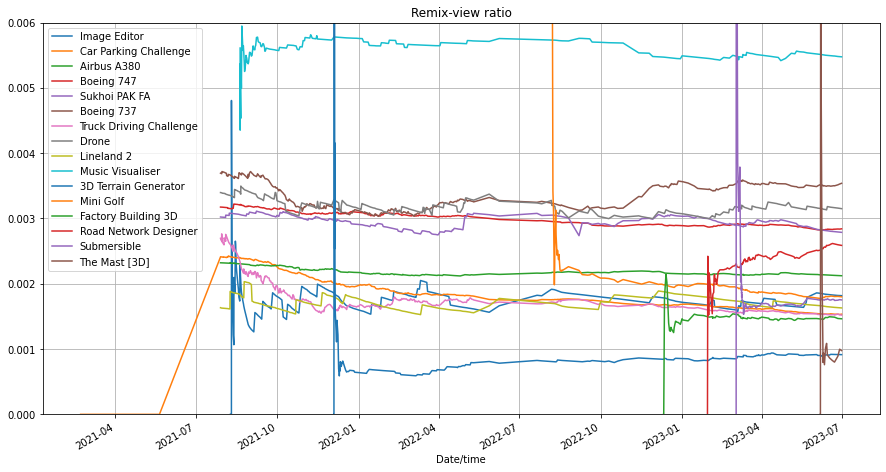 Remix-view ratio
0.006
0.005
0.004
0.003
0.002
0.001
0.000
Image Editor
Car Parking Challenge
Airbus A380
Boeing 747
Sukhoi PAK FA
Boeing 737
Truck Driving Challenge
Drone
Lineland 2
Music Visualiser
3D Terrain Generator
Mini Golf
Factory Building 3D
Road Network Designer
Submersible
The Mast [3D]
2021-04
2021-07
2021-10
2022-01
2022-04
2022-07
2022-10
2023-01
2023-04
2023-07
Date/time